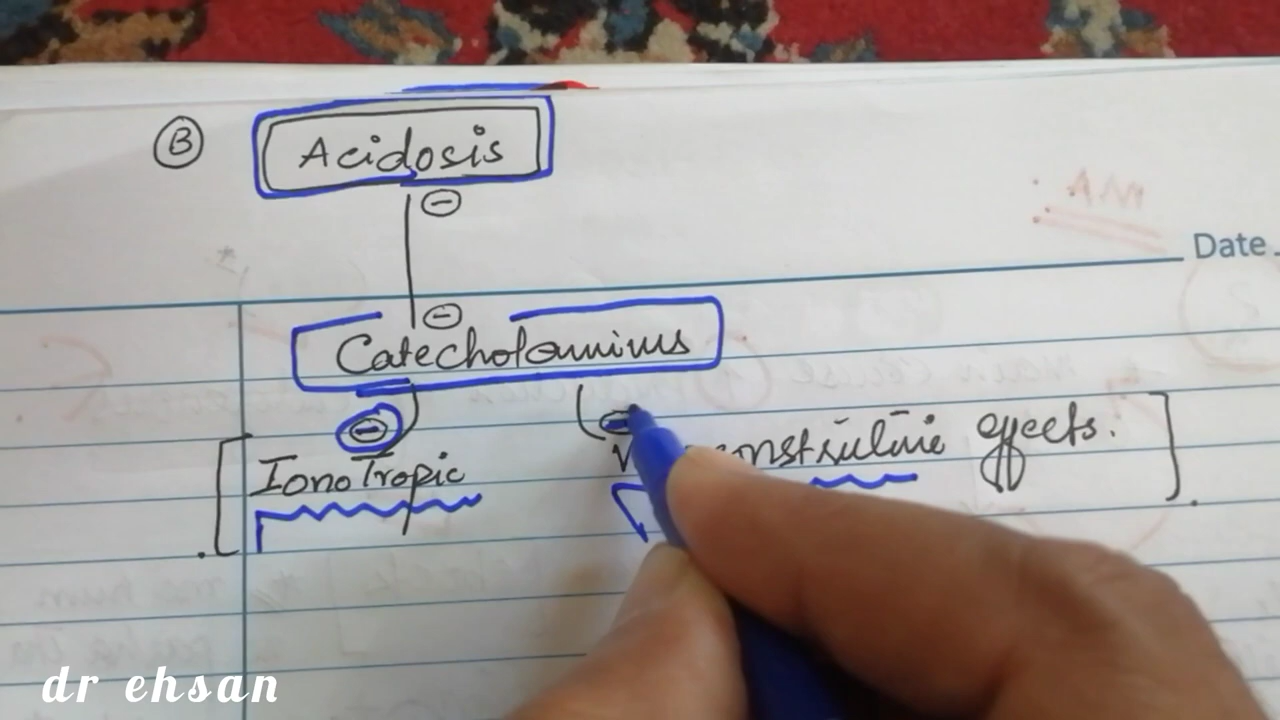 B
Acidosis
−
Date
−
Catecholamines
−
IonoTropic
effects.
dr ehsan